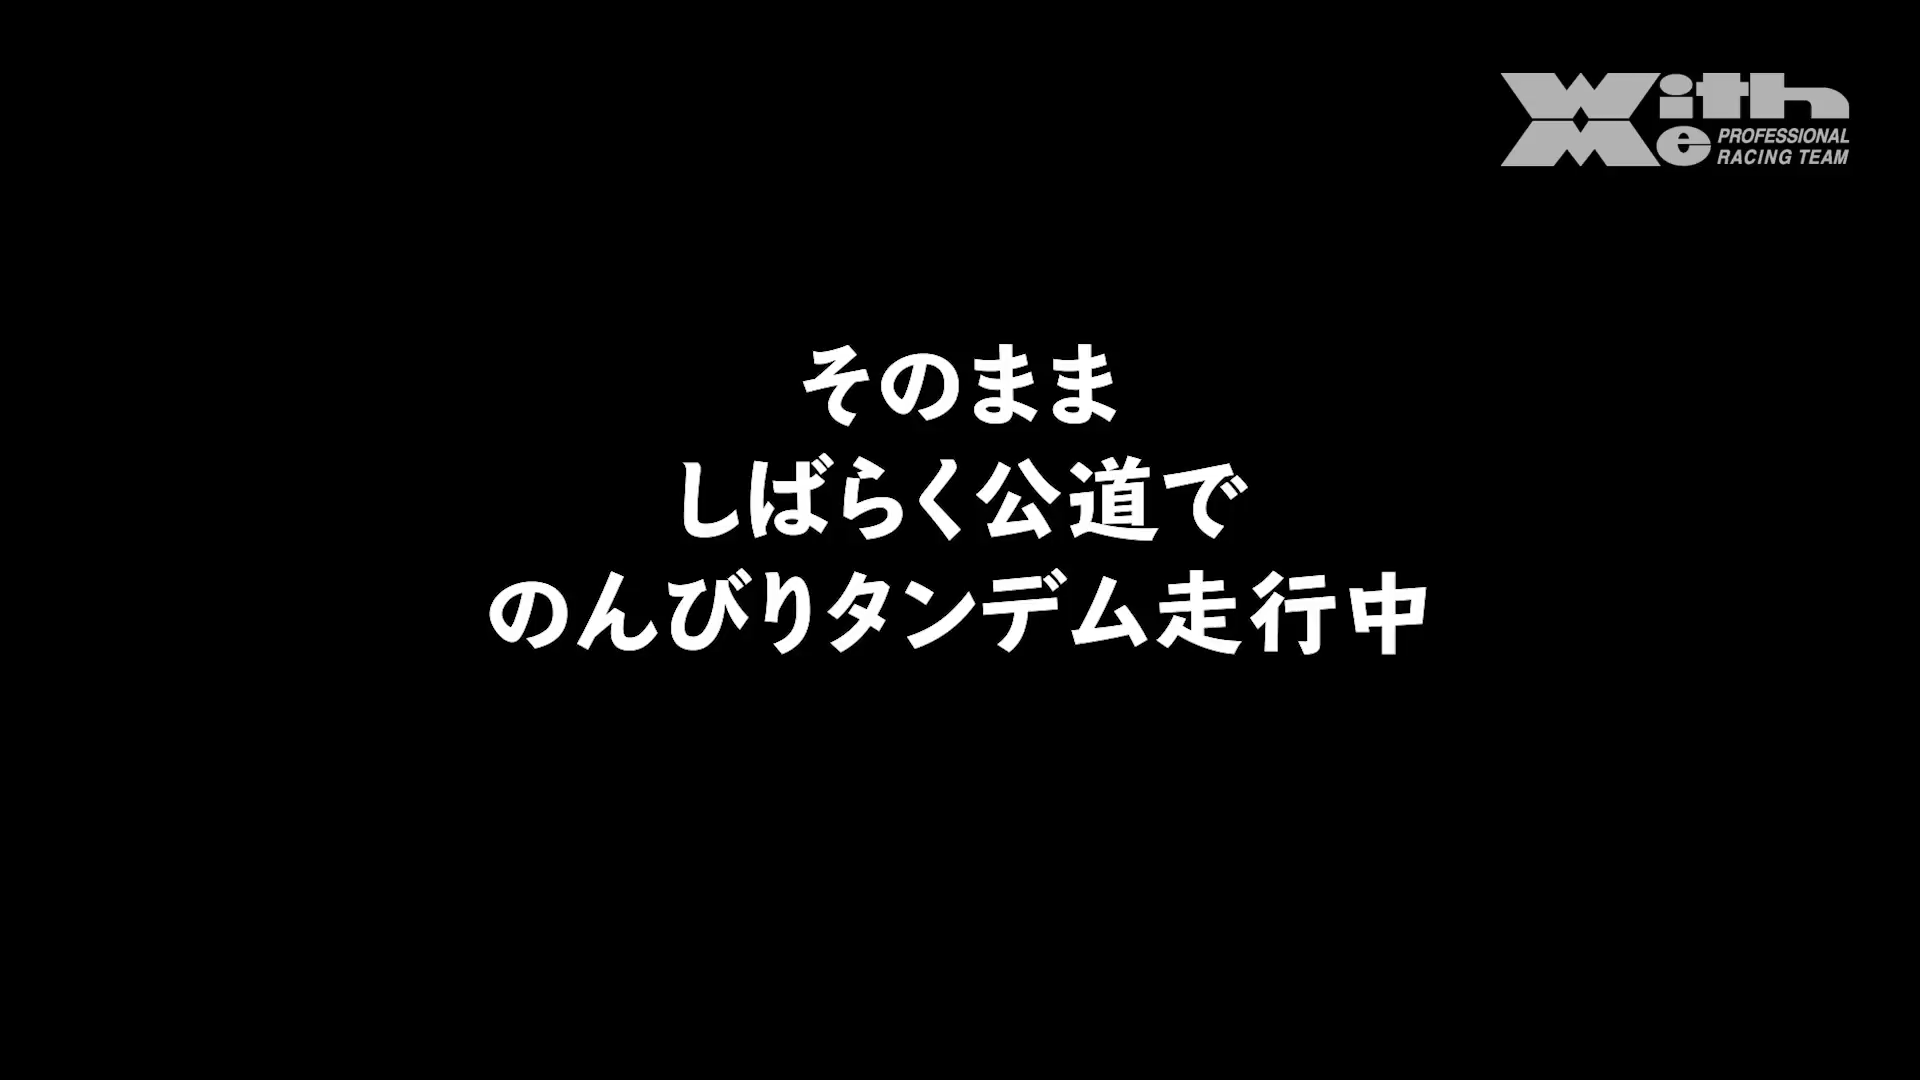 With
Me PROFESSIONAL
RACING TEAM
そのまま
しばらく公道で
のんびりタンデム走行中